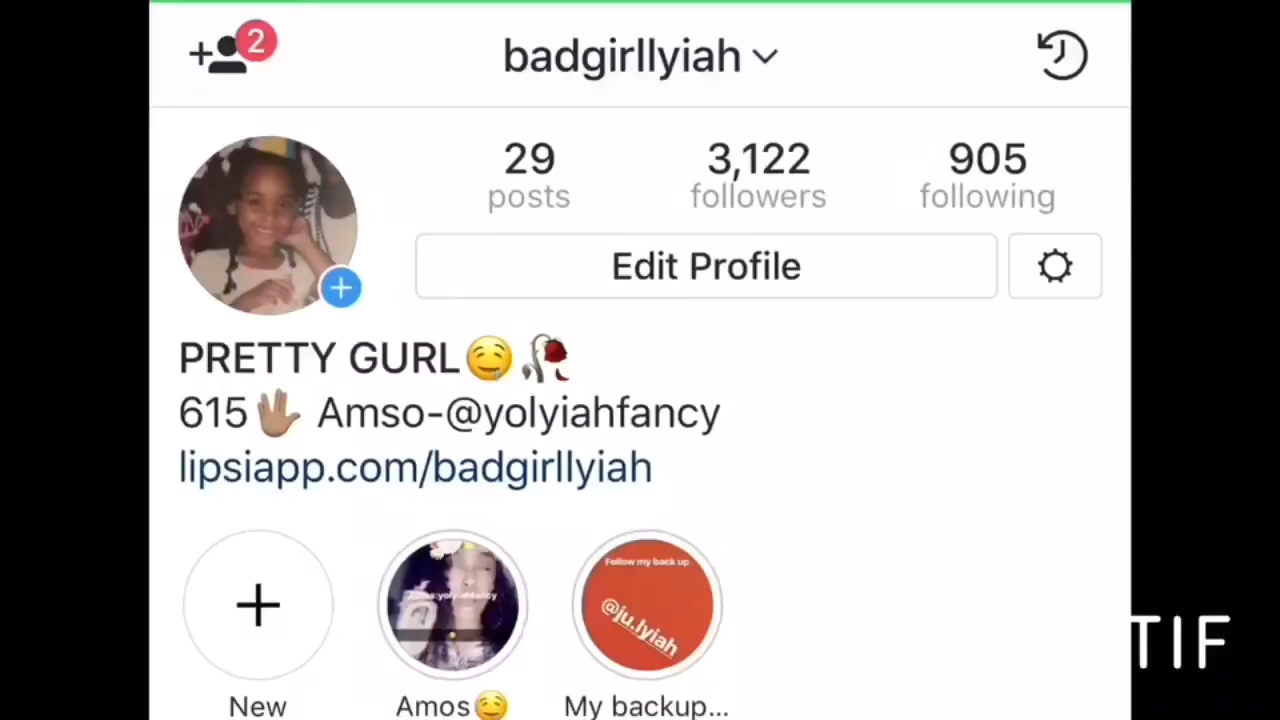 2
badgirllyiah
29 3,122 905
posts followers following
Edit Profile
PRETTY GURL🤤🥀
615🖖🏽 Amso-@yolyiahfancy
lipsiapp.com/badgirllyiah
Follow my back up
@ju.lyiah
TIF
New Amos🤤 My backup...